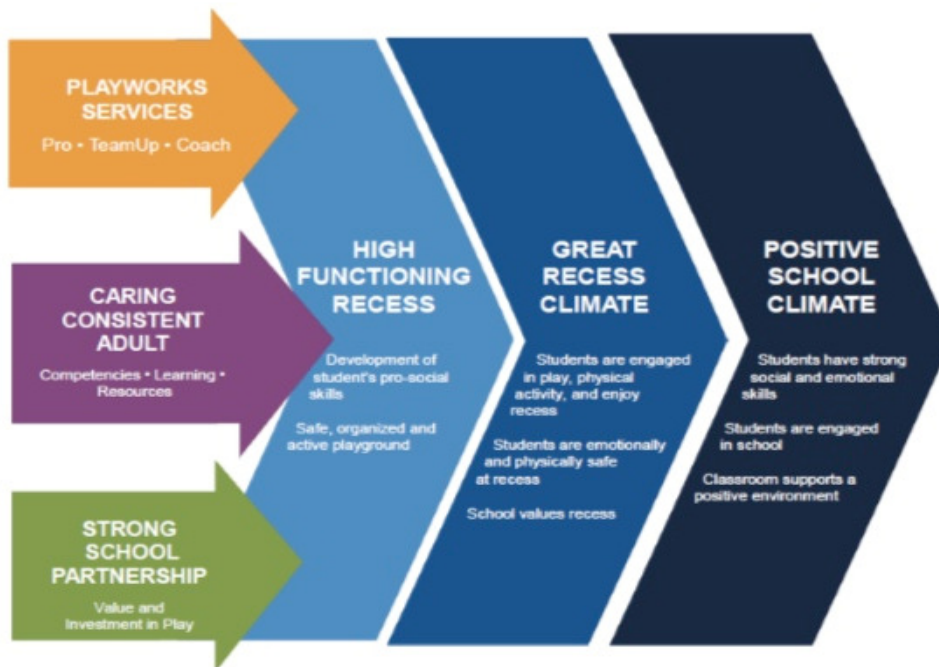 PLAYWORKS
SERVICES
Pro • TeamUp • Coach
CARING
CONSISTENT
ADULT
Competencies • Learning •
Resources
STRONG
SCHOOL
PARTNERSHIP
Value and
Investment in Play
HIGH
FUNCTIONING
RECESS
Development of
student's pro-social
skills
Safe, organized and
active playground
GREAT
RECESS
CLIMATE
Students are engaged
in play, physical
activity, and enjoy
recess
Students are emotionally
and physically safe
at recess
School values recess
POSITIVE
SCHOOL
CLIMATE
Students have strong
social and emotional
skills
Students are engaged
in school
Classroom supports a
positive environment